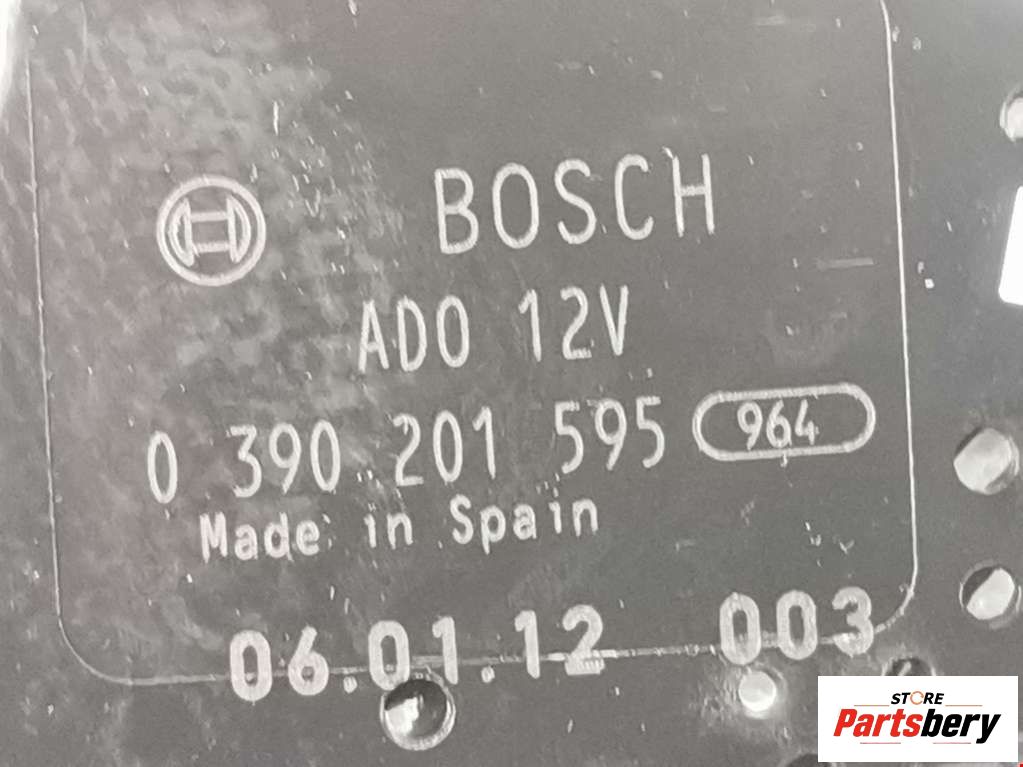 BOSCH
ADO 12V
0 390 201 595 964
Made in Spain
06.01.12 003
STORE
Partsbery